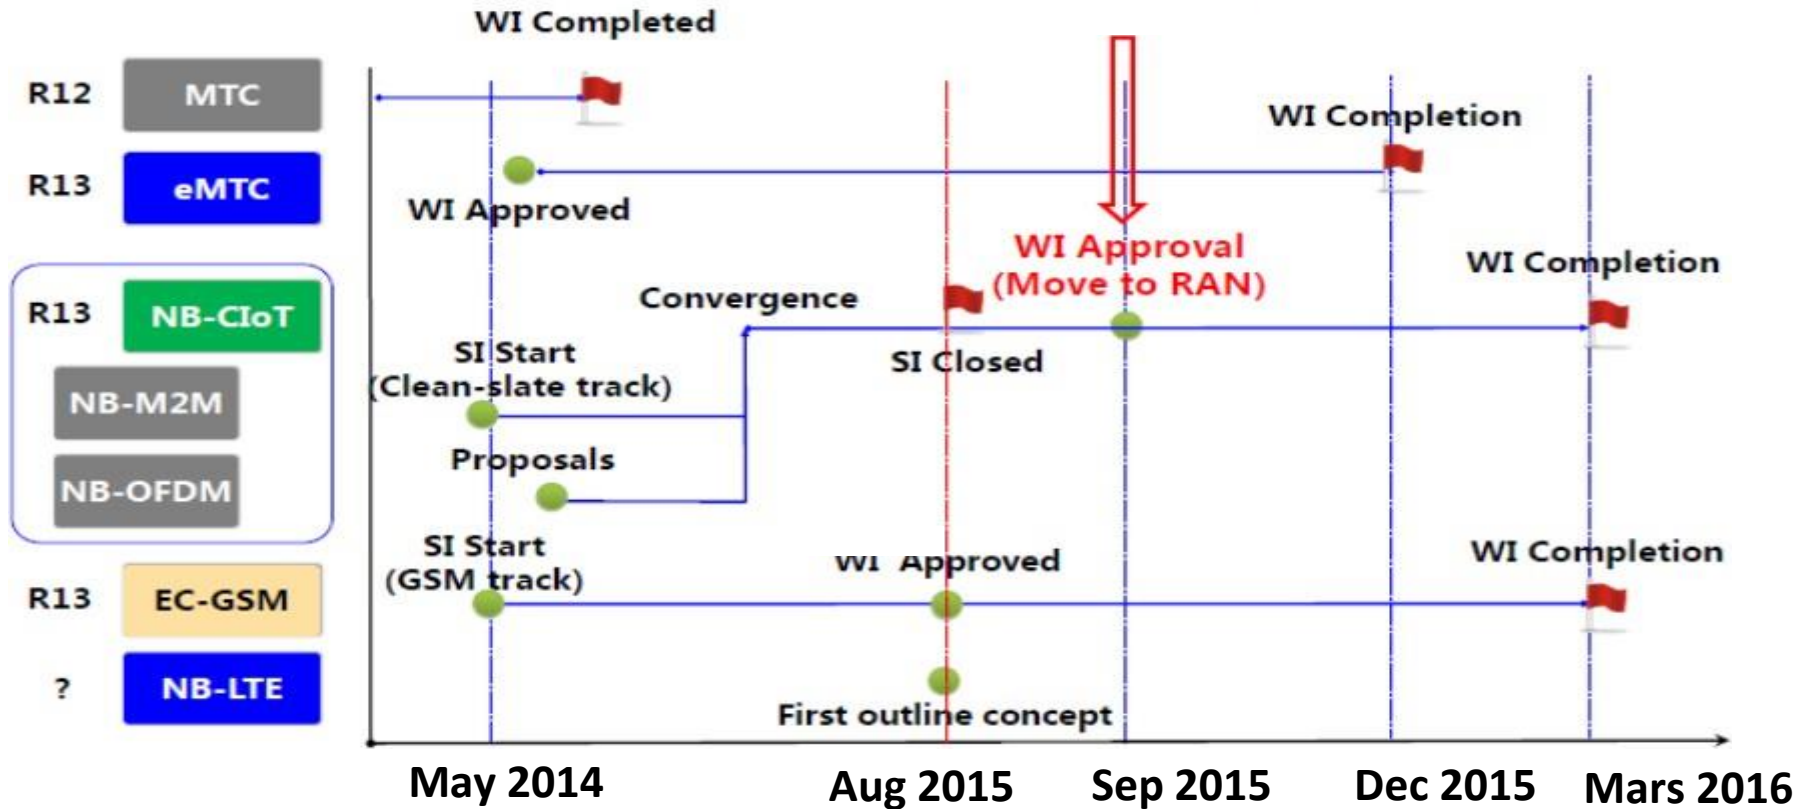 WI Completed
R12
MTC
WI Completion
R13
eMTC
WI Approved
WI Approval
(Move to RAN)
WI Completion
R13
NB-CIoT
Convergence
SI Start
(Clean-slate track)
SI Closed
NB-M2M
Proposals
NB-OFDM
SI Start
(GSM track)
WI Approved
WI Completion
R13
EC-GSM
?
NB-LTE
First outline concept
May 2014
Aug 2015
Sep 2015
Dec 2015
Mars 2016